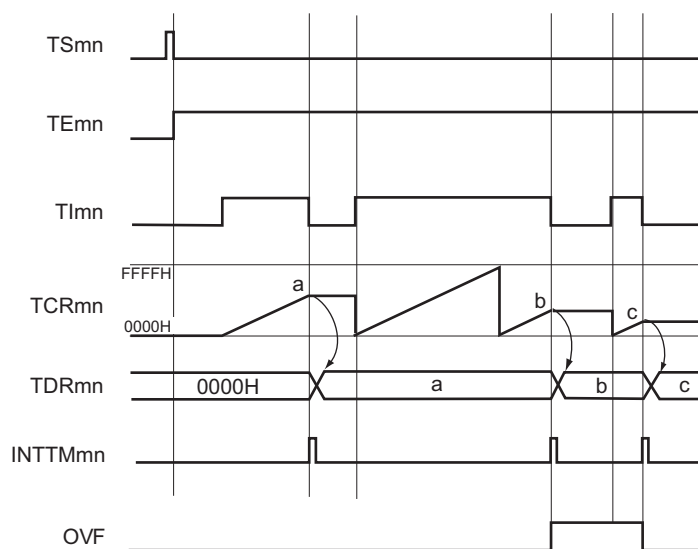 TSmn
TEmn
TImn
FFFFH
a
b
c
TCRmn
0000H
TDRmn
0000H
a
b
c
INTTMmn
OVF